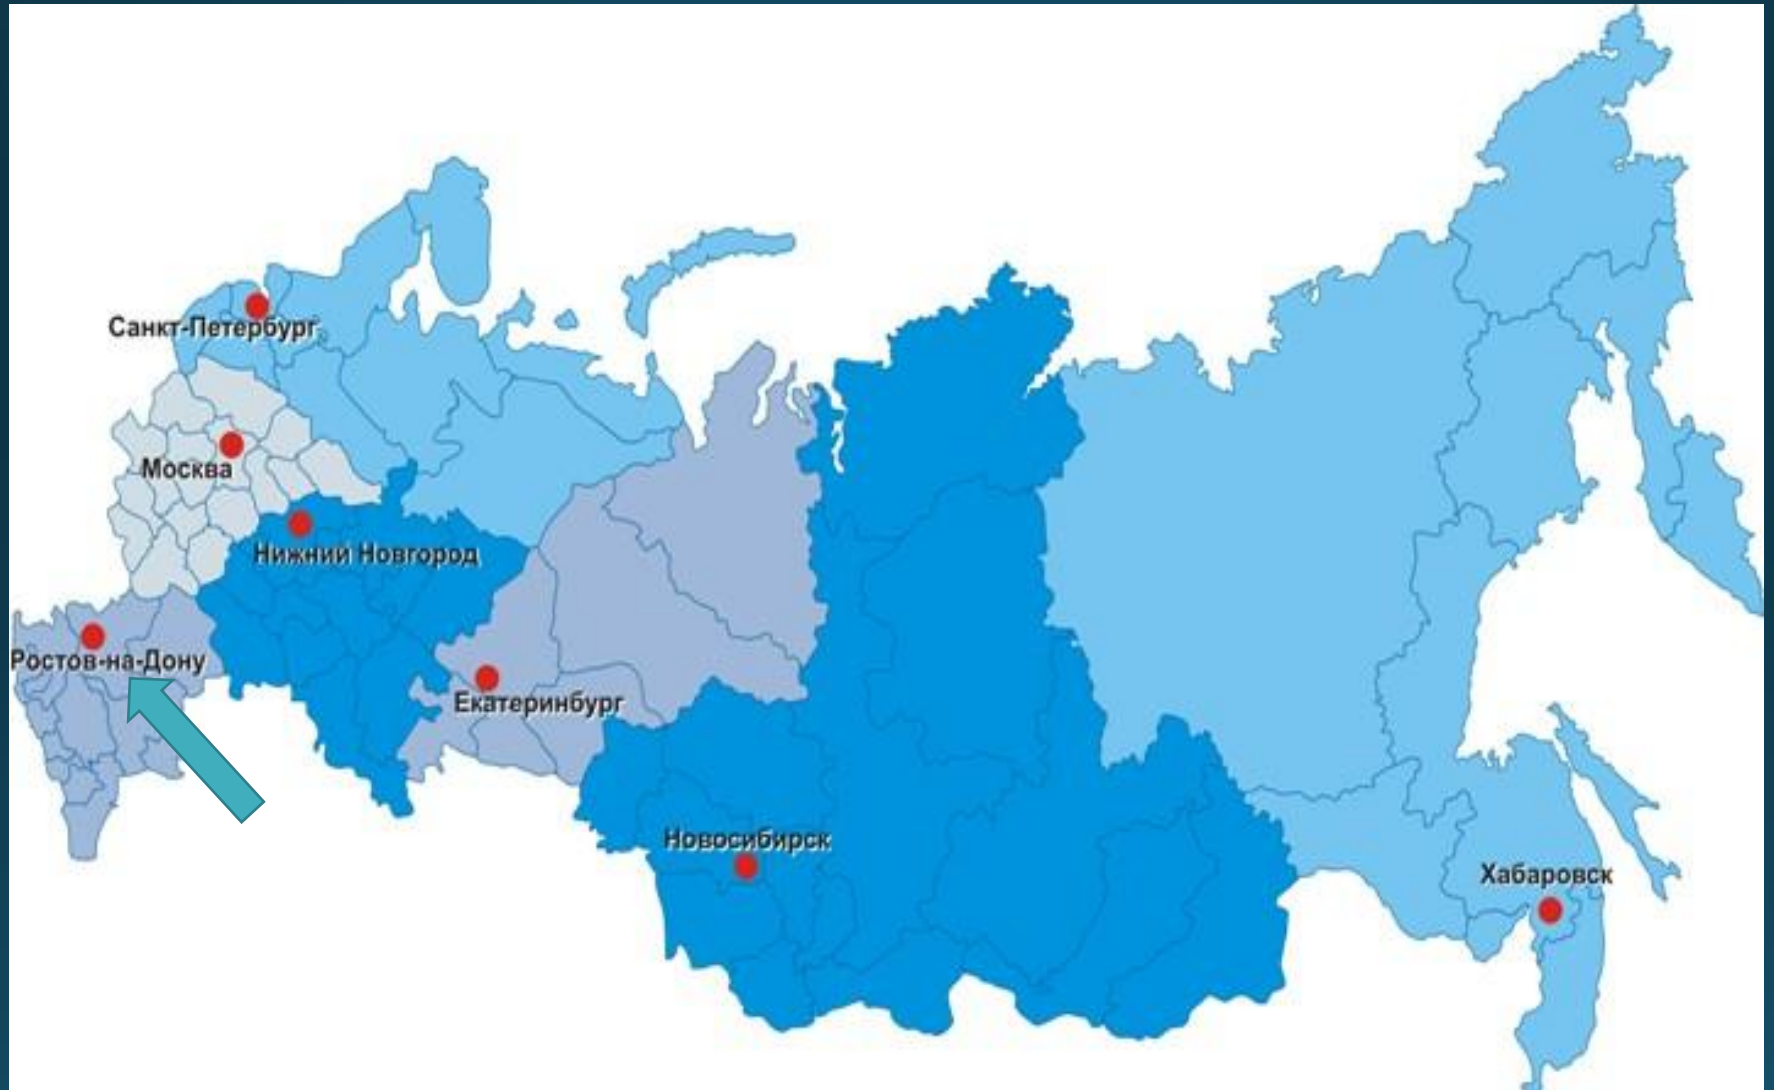 Санкт-Петербург
Москва
Нижний Новгород
Ростов-на-Дону
Екатеринбург
Новосибирск
Хабаровск